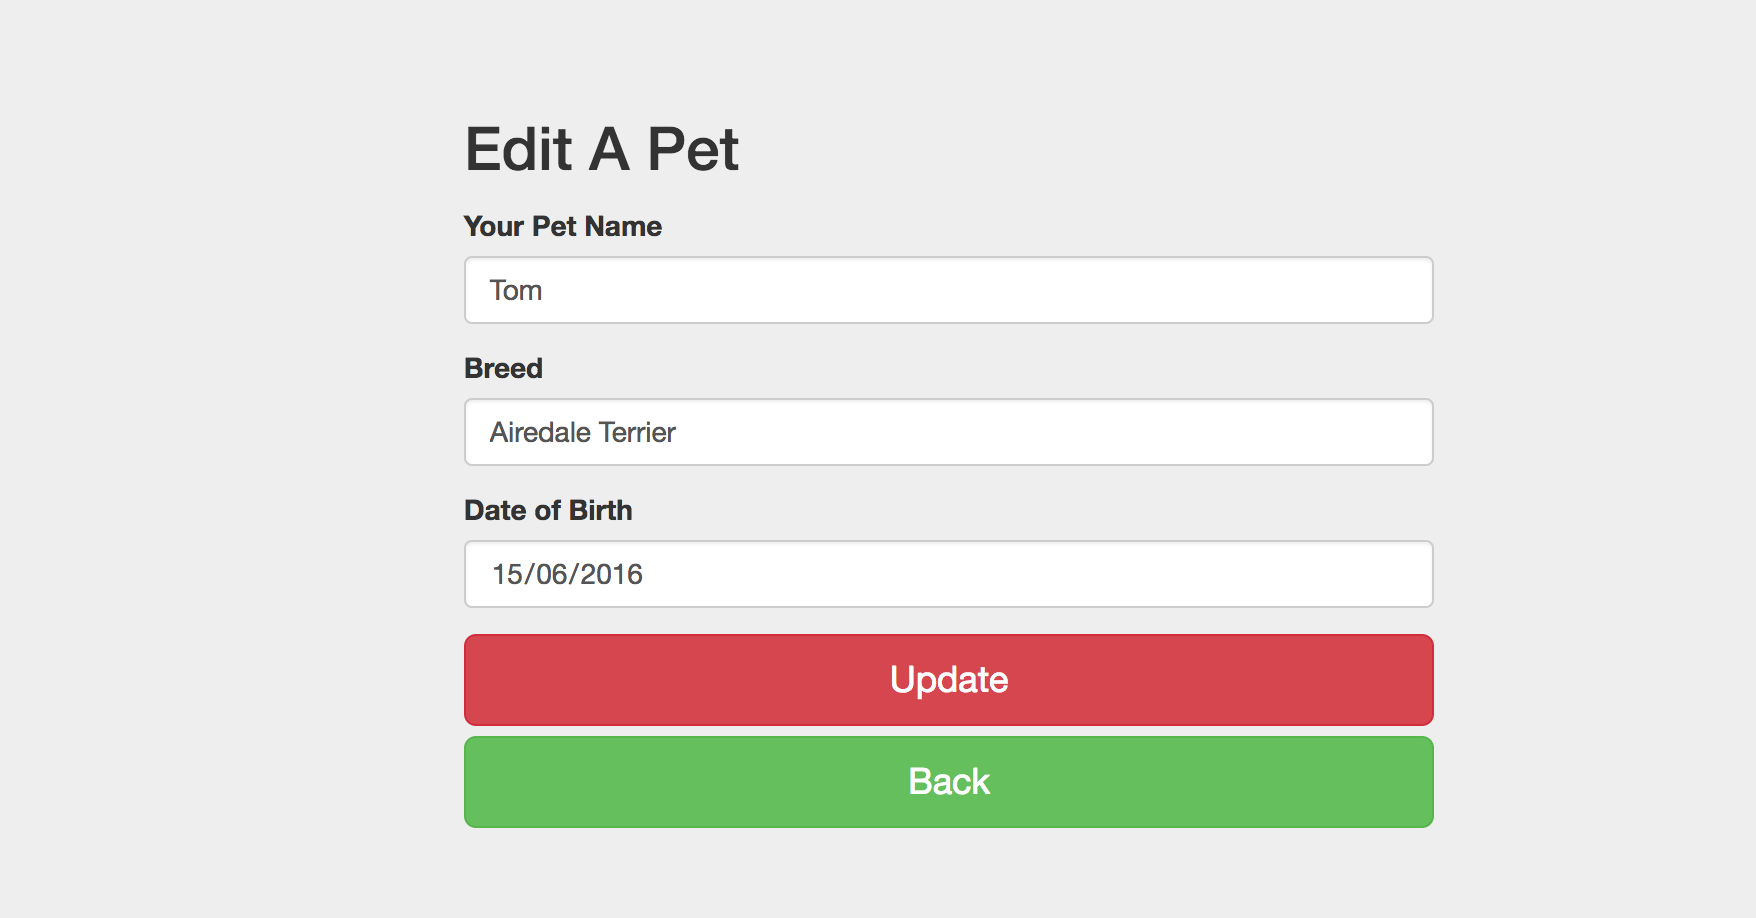 Edit A Pet
Your Pet Name
Tom
Breed
Airedale Terrier
Date of Birth
15/06/2016
Update
Back